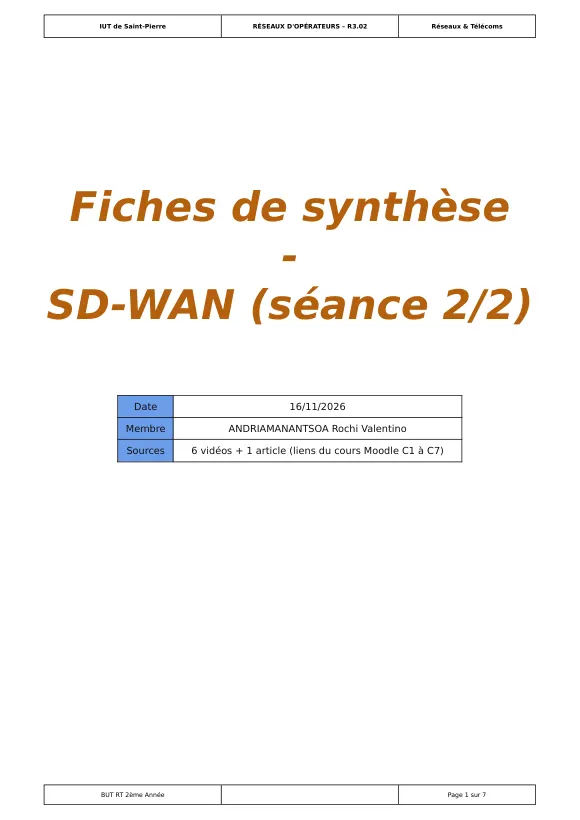 IUT de Saint-Pierre
RÉSEAUX D'OPÉRATEURS – R3.02
Réseaux & Télécoms
Fiches de synthèse
-
SD-WAN (séance 2/2)
Date
16/11/2026
Membre
ANDRIAMANANTSOA Rochi Valentino
Sources
6 vidéos + 1 article (liens du cours Moodle C1 à C7)
BUT RT 2ème Année
Page 1 sur 7